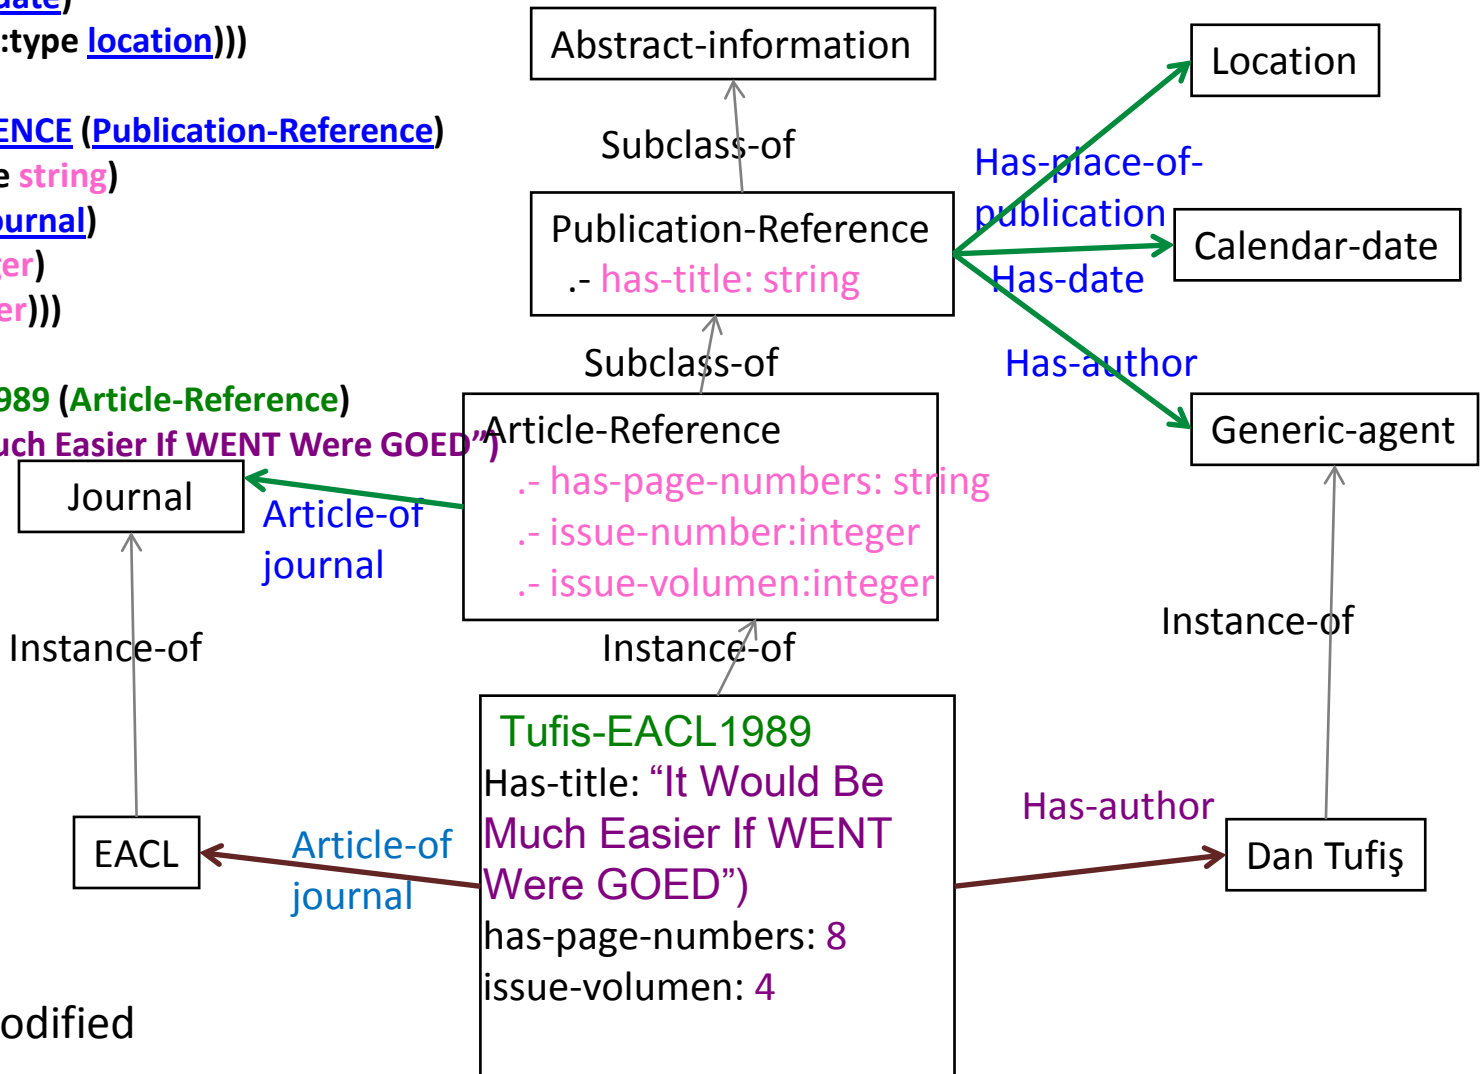 date)
:type location)))
ENCE (Publication-Reference)
e string)
ournal)
ger)
er)))
989 (Article-Reference)
uch Easier If WENT Were GOED”)
Abstract-information
Subclass-of
Publication-Reference
.- has-title: string
Location
Has-place-of-
publication
Calendar-date
Has-date
Has-author
Generic-agent
Subclass-of
Article-Reference
.- has-page-numbers: string
.- issue-number:integer
.- issue-volumen:integer
Journal
Article-of
journal
Instance-of
Instance-of
Instance-of
Tufis-EACL1989
Has-title: “It Would Be
Much Easier If WENT
Were GOED”)
has-page-numbers: 8
issue-volumen: 4
EACL
Article-of
journal
Has-author
Dan Tufiş
odified